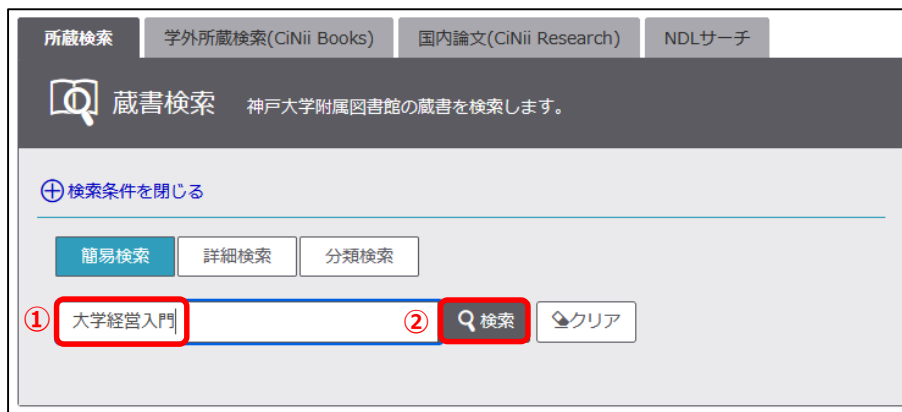 所蔵検索 学外所蔵検索(CiNii Books) 国内論文(CiNii Research) NDLサーチ
蔵書検索 神戸大学附属図書館の蔵書を検索します。
検索条件を閉じる
簡易検索 詳細検索 分類検索
① 大学経営入門 ② 検索 クリア